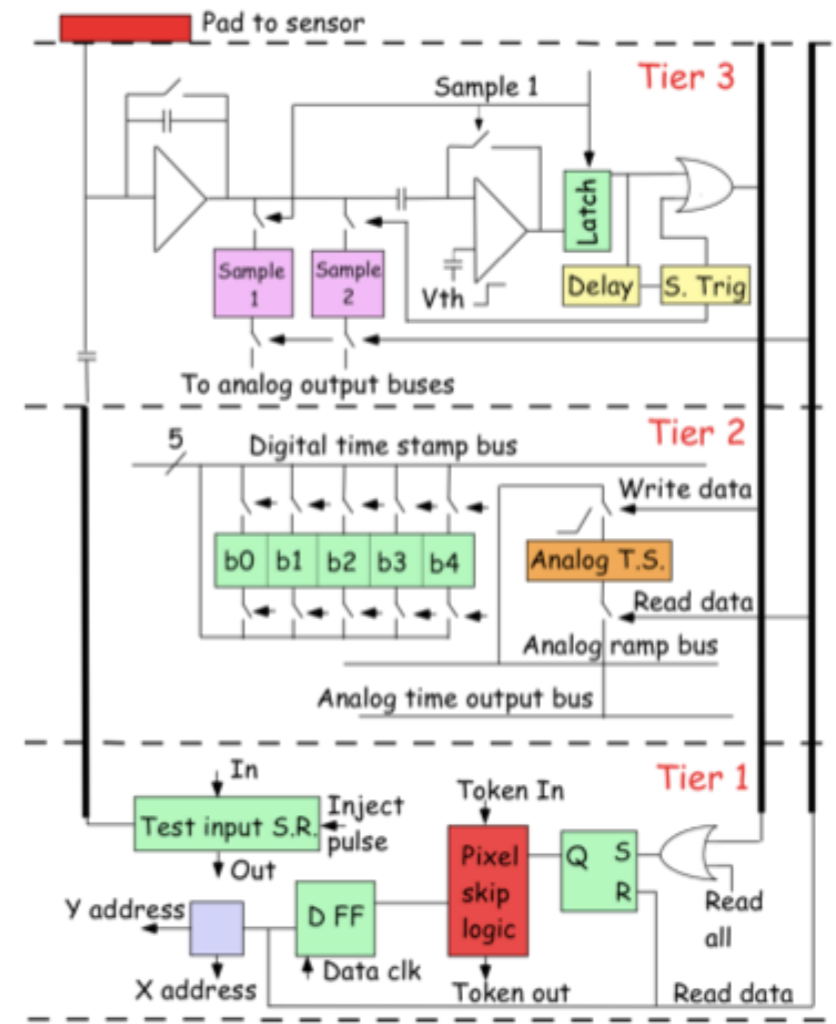 Pad to sensor
Tier 3
Sample 1
Latch
Sample
1
Sample
2
Vth
Delay
S. Trig
To analog output buses
Tier 2
5
Digital time stamp bus
Write data
b0 b1 b2 b3 b4
Analog T.S.
Read data
Analog ramp bus
Analog time output bus
Tier 1
In
Token In
Test input S.R.
Inject
pulse
Out
Pixel
skip
logic
Q S
R
Read
all
Y address
D FF
Data clk
X address
Token out
Read data